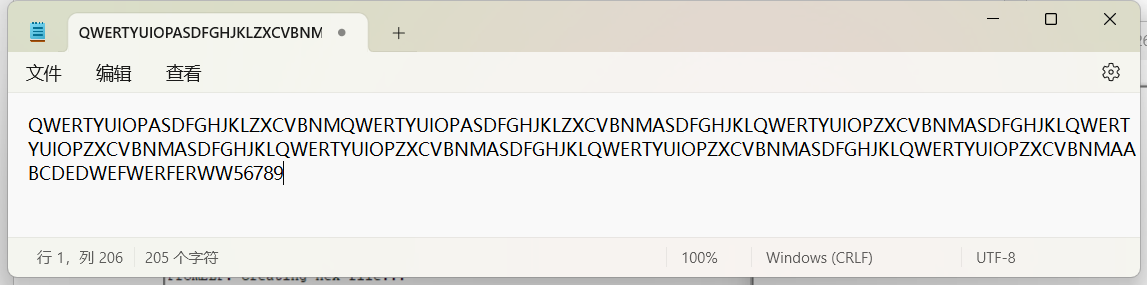 QWERTYUIOPASDFGHJKLZXCVBNM
文件 编辑 查看
QWERTYUIOPASDFGHJKLZXCVBNMQWERTYUIOPASDFGHJKLZXCVBNMASDFGHJKLQWERTYUIOPZXCVBNMASDFGHJKLQWERT
YUIOPZXCVBNMASDFGHJKLQWERTYUIOPZXCVBNMASDFGHJKLQWERTYUIOPZXCVBNMASDFGHJKLQWERTYUIOPZXCVBNMAA
BCDEDWEFWERFERWW56789
行 1，列 206 205 个字符 100% Windows (CRLF) UTF-8